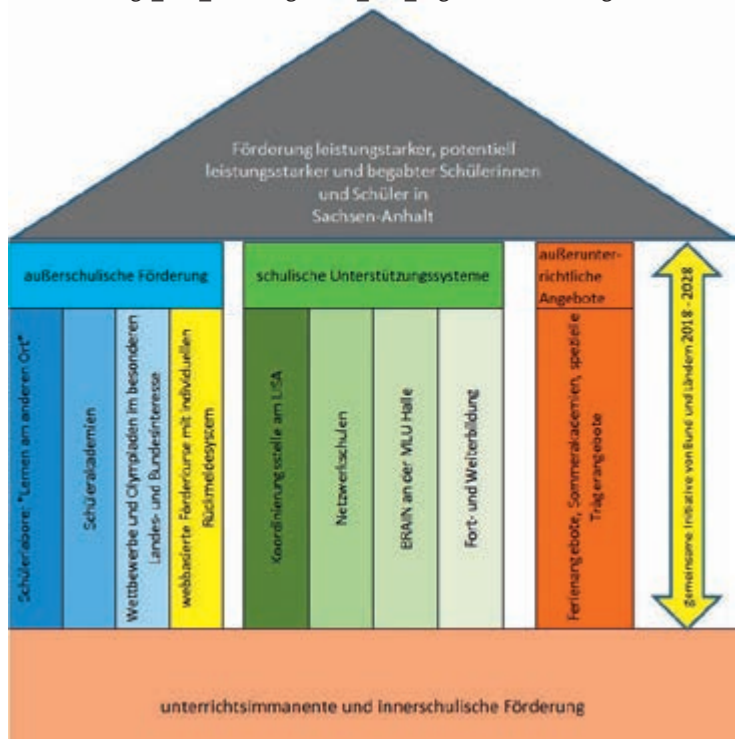 Förderung leistungstarker, potentiell
leistungsstarker und begabter Schülerinnen
und Schüler in
Sachsen-Anhalt
außerschulische Förderung
schulische Unterstützungssysteme
außerunter-
richtliche
Angebote
Schülerlabore: "Lernen am anderen Ort"
Schülerakademien
Wettbewerbe und Olympiaden im besonderen
Landes- und Bundesinteresse
webbasierte Förderkurse mit individuellen
Rückmeldesystem
Koordinierungsstelle am LISA
Netzwerkschulen
BRAIN an der MLU Halle
Fort- und Weiterbildung
Ferienangebote, Sommerakademien, spezielle
Trägerangebote
gemeinsame Initiative von Bund und Ländern 2018 - 2028
unterrichtsimmanente und innerschulische Förderung